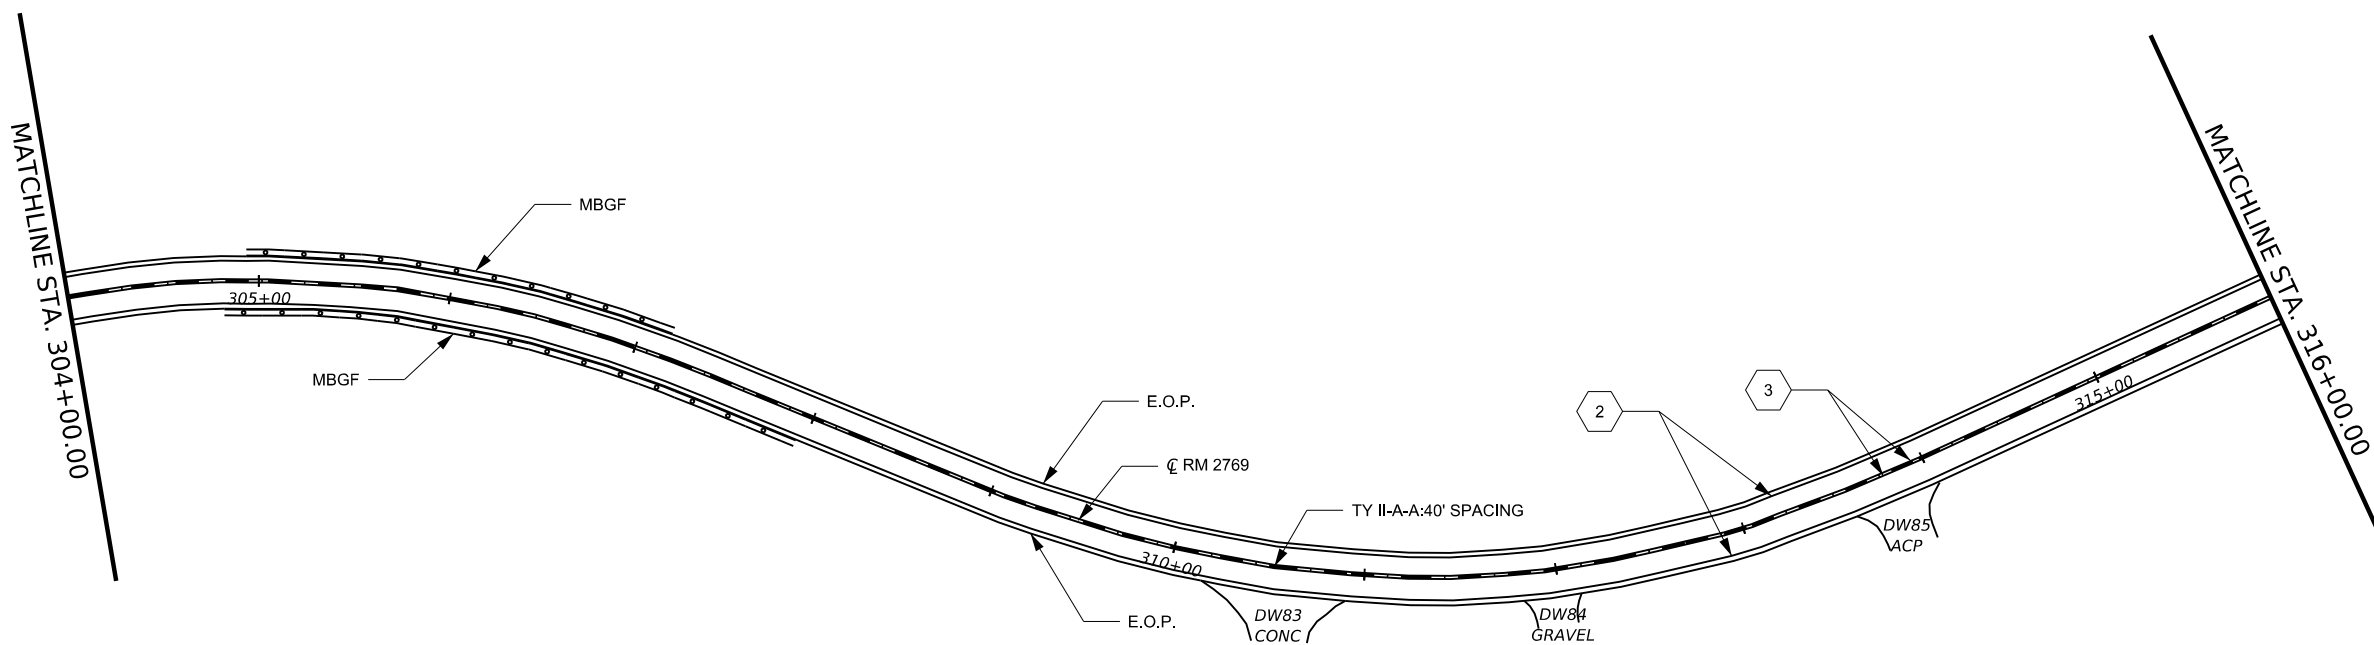 MATCHLINE STA. 304+00.00
MBGF
305+00
MBGF
E.O.P.
℄ RM 2769
TY II-A-A:40' SPACING
310+00
E.O.P.
DW83
CONC
DW84
GRAVEL
2
3
DW85
ACP
315+00
MATCHLINE STA. 316+00.00